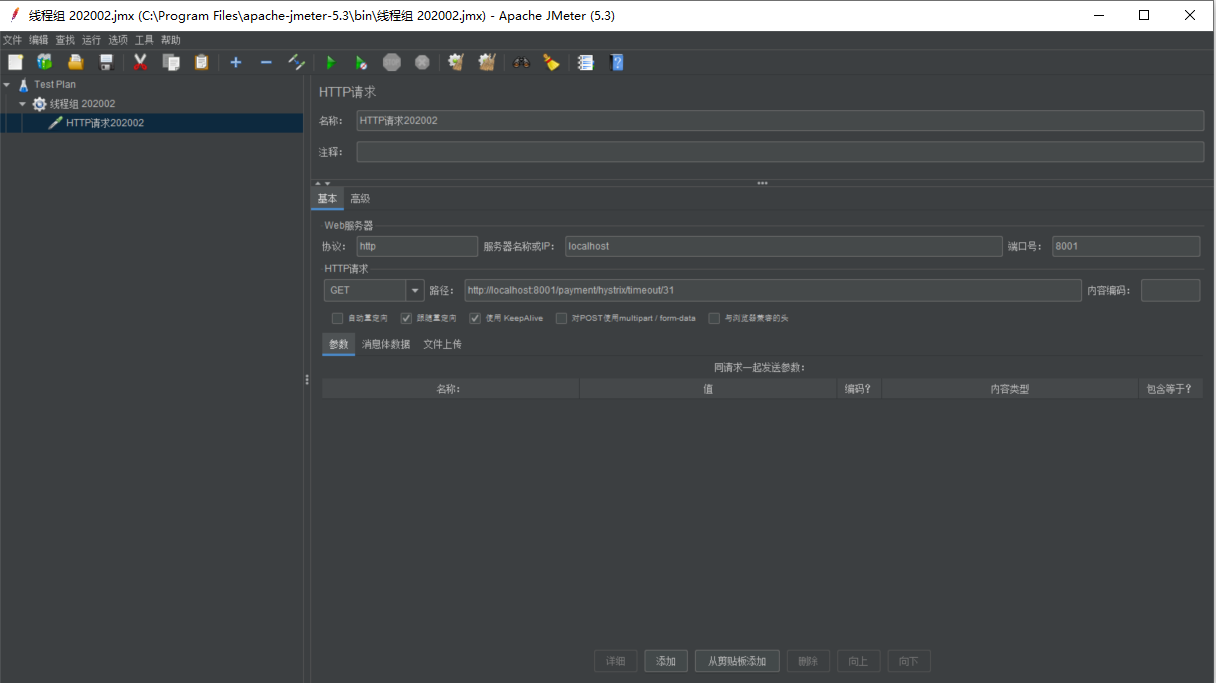 线程组 202002.jmx (C:\Program Files\apache-jmeter-5.3\bin\线程组 202002.jmx) - Apache JMeter (5.3)
文件 编辑 查找 运行 选项 工具 帮助
Test Plan
线程组 202002
HTTP请求202002
HTTP请求
名称： HTTP请求202002
注释：
基本 高级
Web服务器
协议： http 服务器名称或IP： localhost 端口号： 8001
HTTP请求
GET 路径： http://localhost:8001/payment/hystrix/timeout/31 内容编码：
自动重定向 跟随重定向 使用 KeepAlive 对POST使用multipart / form-data 与浏览器兼容的头
参数 消息体数据 文件上传
同请求一起发送参数：
名称： 值 编码？ 内容类型 包含等于？
详细 添加 从剪贴板添加 删除 向上 向下